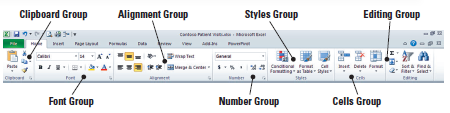 Clipboard Group Alignment Group Styles Group Editing Group
Contoso Patient Visits.xlsx - Microsoft Excel
File Home Insert Page Layout Formulas Data Review View Add-Ins PowerPivot
Calibri 14 Wrap Text General
Paste B I U Merge & Center $ % , Conditional Formatting Format as Table Cell Styles Insert Delete Format Sort & Filter Find & Select
Clipboard Font Alignment Number Styles Cells Editing
Font Group Number Group Cells Group